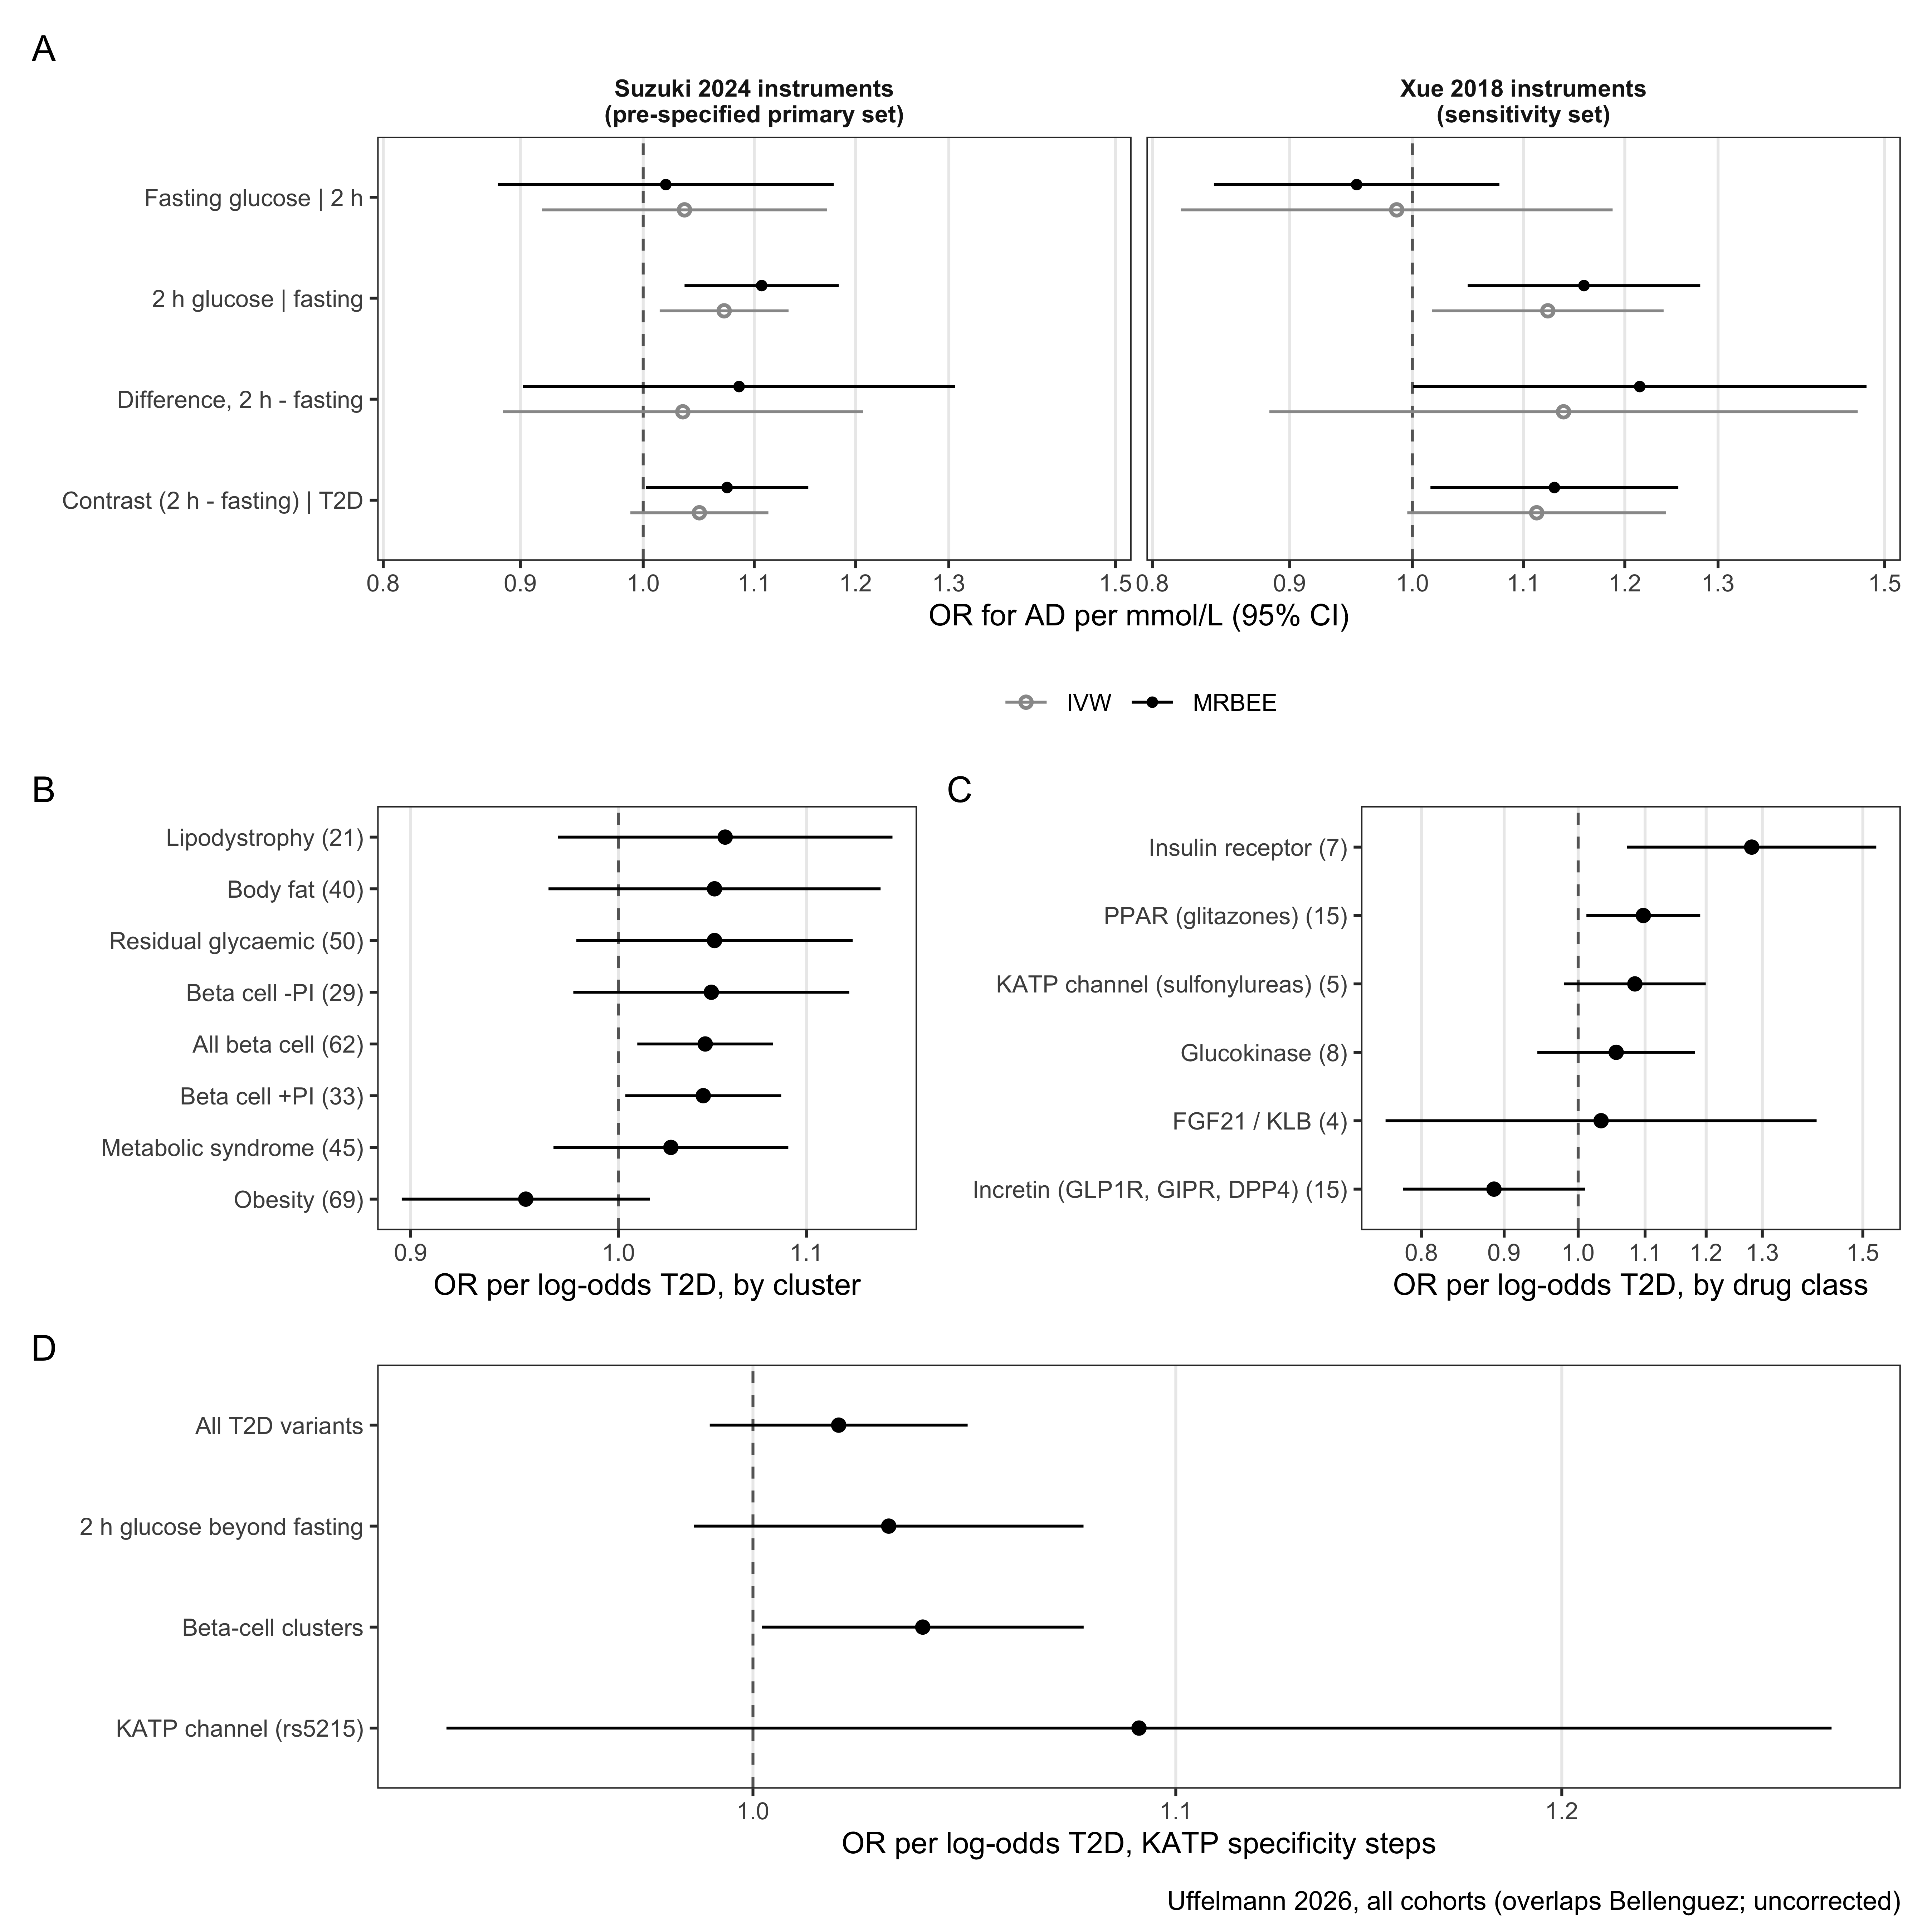 A
Suzuki 2024 instruments
(pre-specified primary set)
Xue 2018 instruments
(sensitivity set)
Fasting glucose | 2 h
2 h glucose | fasting
Difference, 2 h - fasting
Contrast (2 h - fasting) | T2D
0.8 0.9 1.0 1.1 1.2 1.3 1.5
0.8 0.9 1.0 1.1 1.2 1.3 1.5
OR for AD per mmol/L (95% CI)
IVW MRBEE
B
Lipodystrophy (21)
Body fat (40)
Residual glycaemic (50)
Beta cell -PI (29)
All beta cell (62)
Beta cell +PI (33)
Metabolic syndrome (45)
Obesity (69)
0.9 1.0 1.1
OR per log-odds T2D, by cluster
C
Insulin receptor (7)
PPAR (glitazones) (15)
KATP channel (sulfonylureas) (5)
Glucokinase (8)
FGF21 / KLB (4)
Incretin (GLP1R, GIPR, DPP4) (15)
0.8 0.9 1.0 1.1 1.2 1.3 1.5
OR per log-odds T2D, by drug class
D
All T2D variants
2 h glucose beyond fasting
Beta-cell clusters
KATP channel (rs5215)
1.0 1.1 1.2
OR per log-odds T2D, KATP specificity steps
Uffelmann 2026, all cohorts (overlaps Bellenguez; uncorrected)